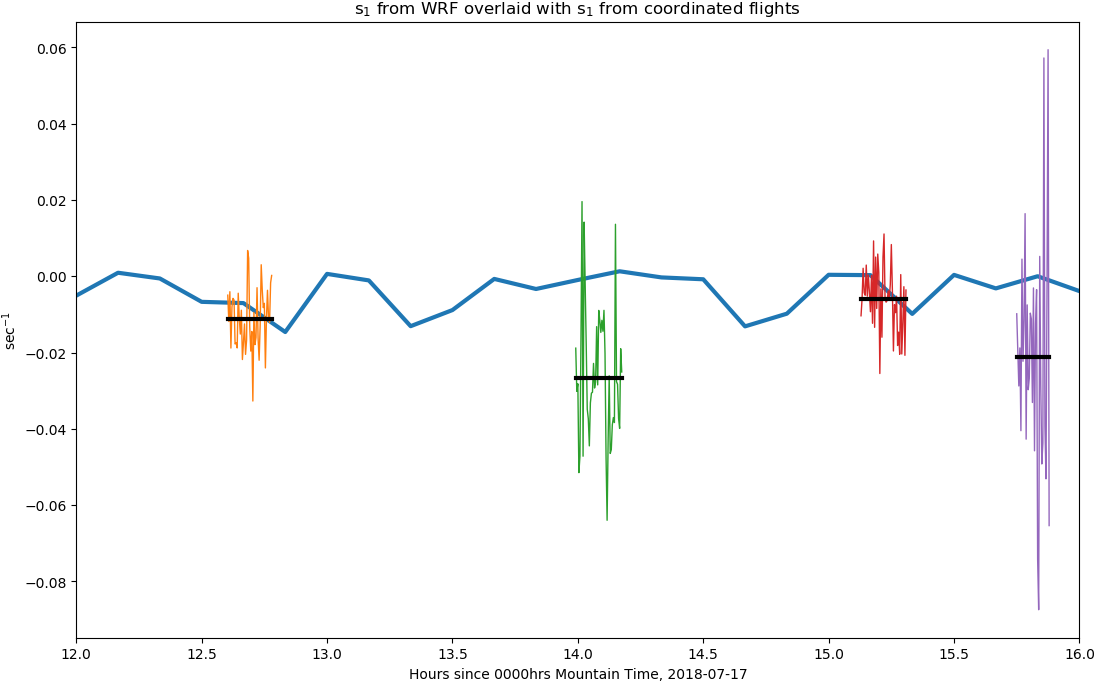 s₁ from WRF overlaid with s₁ from coordinated flights
0.06
0.04
0.02
0.00
−0.02
−0.04
−0.06
−0.08
sec⁻¹
12.0 12.5 13.0 13.5 14.0 14.5 15.0 15.5 16.0
Hours since 0000hrs Mountain Time, 2018-07-17